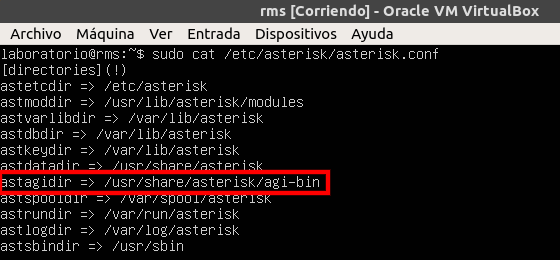 rms [Corriendo] - Oracle VM VirtualBox
Archivo Máquina Ver Entrada Dispositivos Ayuda
laboratorio@rms:~$ sudo cat /etc/asterisk/asterisk.conf
[directories](!)
astetcdir => /etc/asterisk
astmoddir => /usr/lib/asterisk/modules
astvarlibdir => /var/lib/asterisk
astdbdir => /var/lib/asterisk
astkeydir => /var/lib/asterisk
astdatadir => /usr/share/asterisk
astagidir => /usr/share/asterisk/agi-bin
astspooldir => /var/spool/asterisk
astrundir => /var/run/asterisk
astlogdir => /var/log/asterisk
astsbindir => /usr/sbin